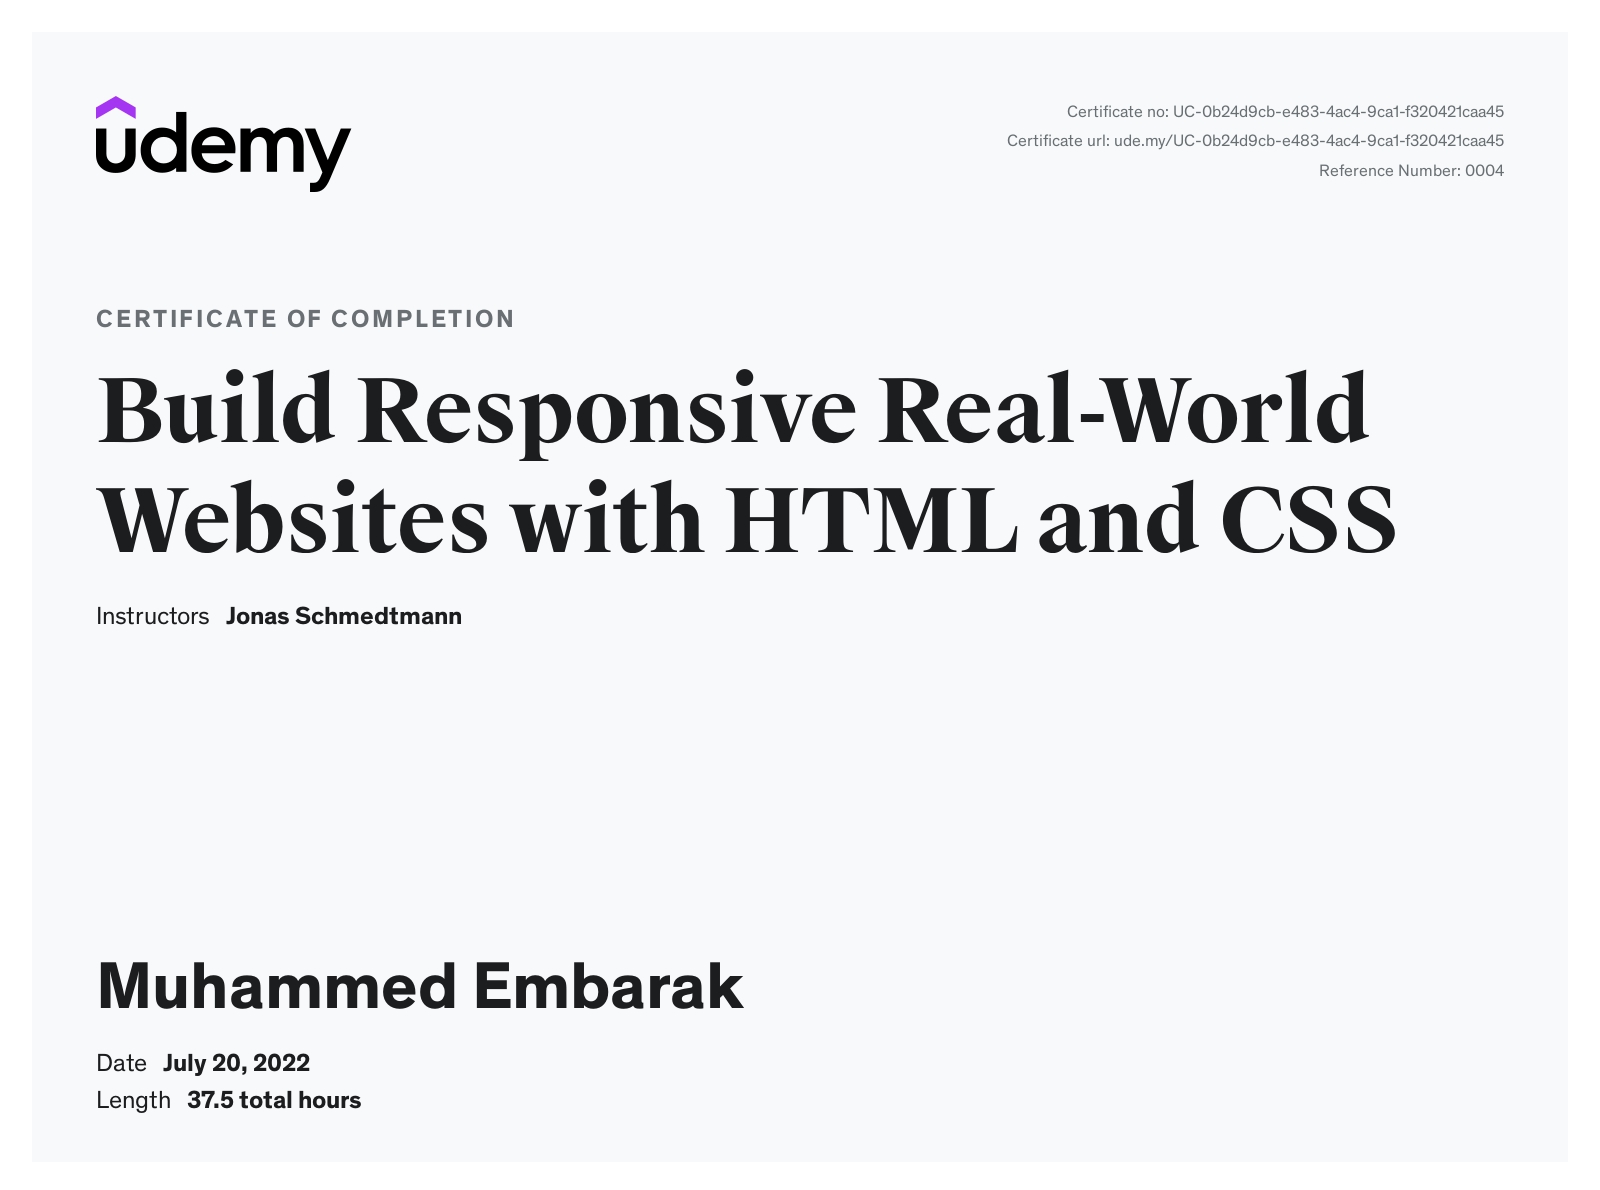 udemy
Certificate no: UC-0b24d9cb-e483-4ac4-9ca1-f320421caa45
Certificate url: ude.my/UC-0b24d9cb-e483-4ac4-9ca1-f320421caa45
Reference Number: 0004
CERTIFICATE OF COMPLETION
Build Responsive Real-World
Websites with HTML and CSS
Instructors Jonas Schmedtmann
Muhammed Embarak
Date July 20, 2022
Length 37.5 total hours